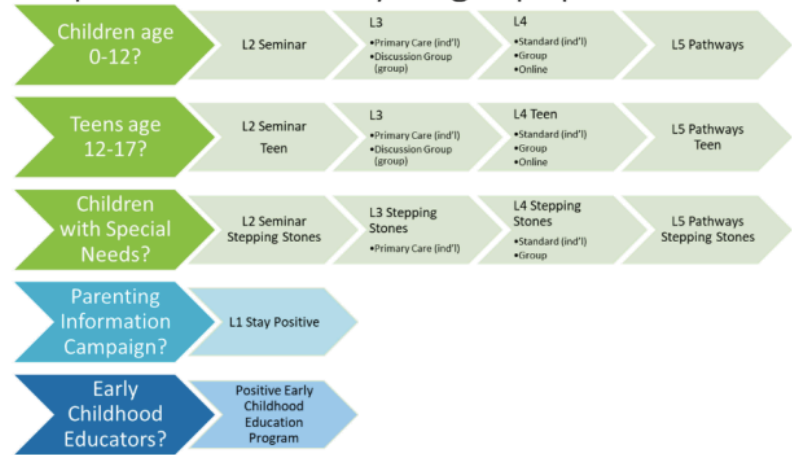 Children age
0-12?
L2 Seminar
L3
•Primary Care (ind'l)
•Discussion Group
(group)
L4
•Standard (ind'l)
•Group
•Online
L5 Pathways
Teens age
12-17?
L2 Seminar
Teen
L3
•Primary Care (ind'l)
•Discussion Group
(group)
L4 Teen
•Standard (ind'l)
•Group
•Online
L5 Pathways
Teen
Children
with Special
Needs?
L2 Seminar
Stepping Stones
L3 Stepping
Stones
•Primary Care (ind'l)
L4 Stepping
Stones
•Standard (ind'l)
•Group
L5 Pathways
Stepping Stones
Parenting
Information
Campaign?
L1 Stay Positive
Early
Childhood
Educators?
Positive Early
Childhood
Education
Program